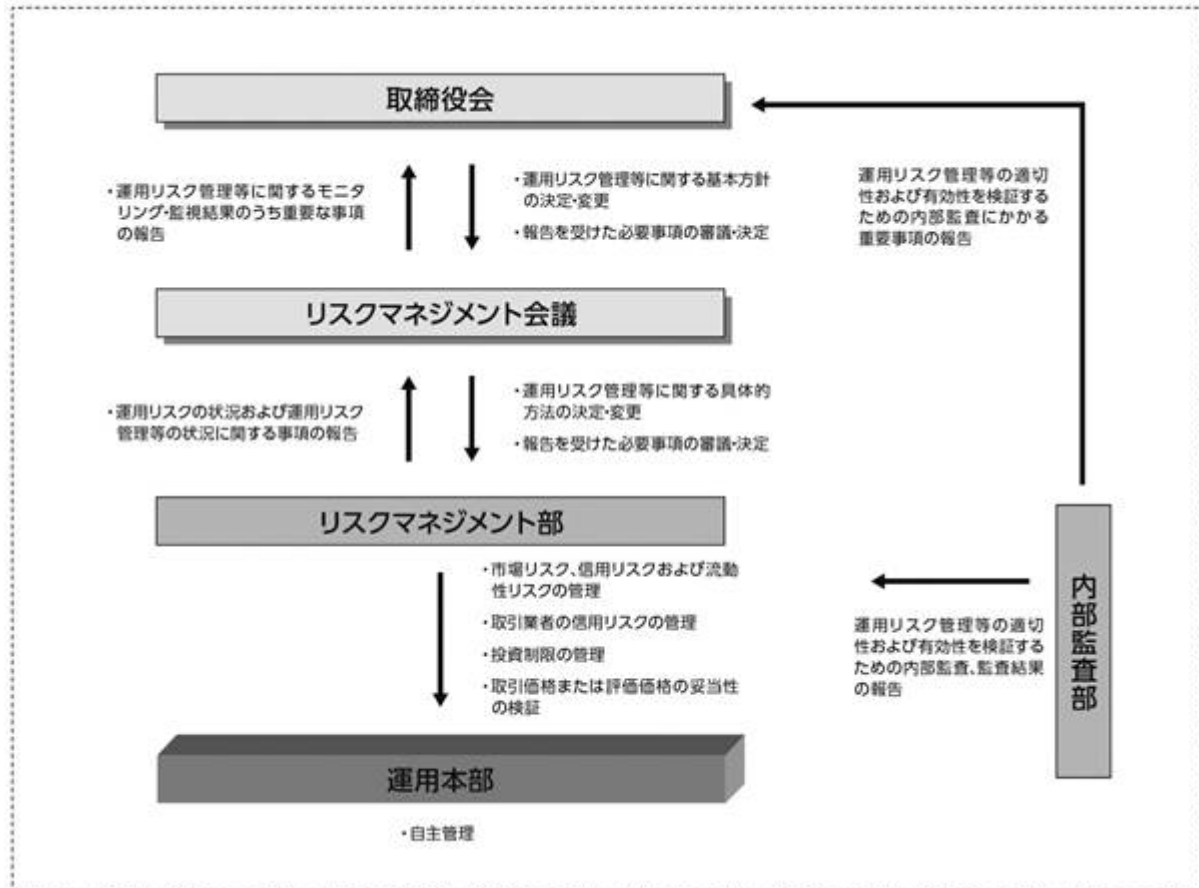 取締役会
・運用リスク管理等に関するモニタ
リング・監視結果のうち重要な事項
の報告
・運用リスク管理等に関する基本方針
の決定・変更
・報告を受けた必要事項の審議・決定
運用リスク管理等の適切
性および有効性を検証する
ための内部監査にかかる
重要事項の報告
リスクマネジメント会議
・運用リスクの状況および運用リスク
管理等の状況に関する事項の報告
・運用リスク管理等に関する具体的
方法の決定・変更
・報告を受けた必要事項の審議・決定
リスクマネジメント部
・市場リスク、信用リスクおよび流動
性リスクの管理
・取引業者の信用リスクの管理
・投資制限の管理
・取引価格または評価価格の妥当性
の検証
運用リスク管理等の適切
性および有効性を検証する
ための内部監査、監査結果
の報告
内部監査部
運用本部
・自主管理